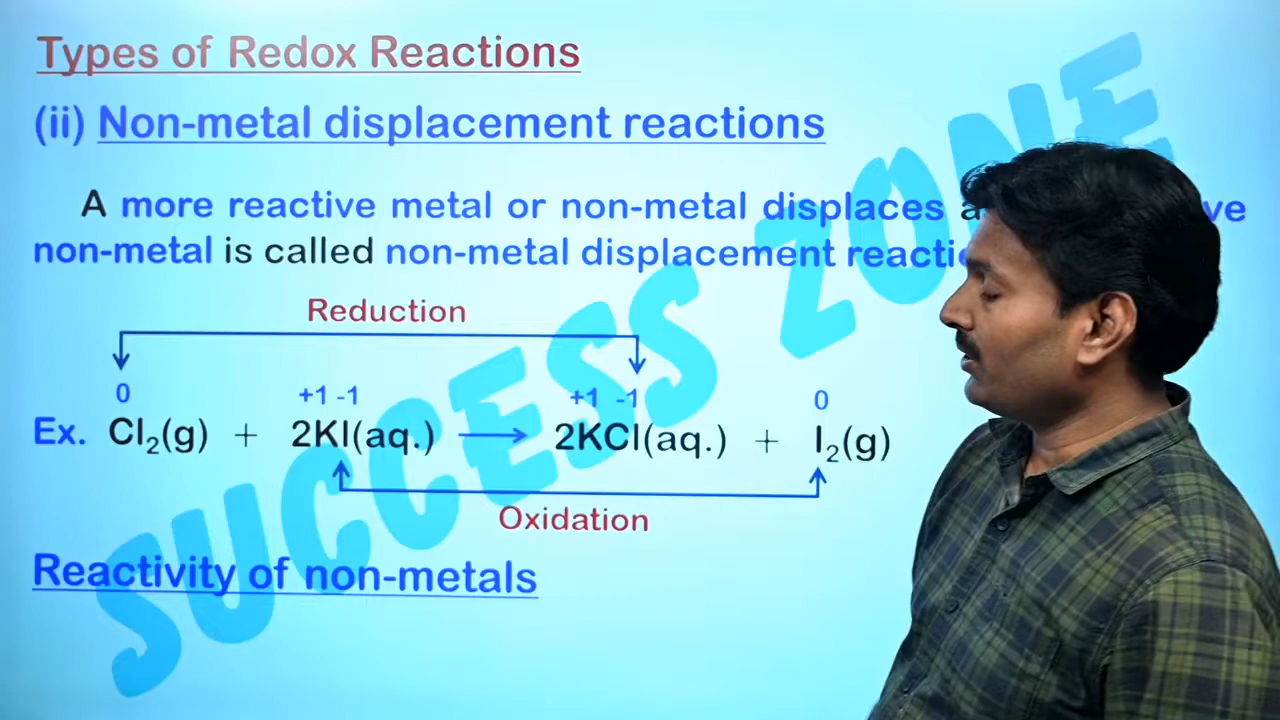 Types of Redox Reactions
(ii) Non-metal displacement reactions
A more reactive metal or non-metal displaces a ve
non-metal is called non-metal displacement reacti
Reduction
0 +1 -1 +1 -1 0
Ex. Cl₂(g) + 2KI(aq.) → 2KCl(aq.) + I₂(g)
Oxidation
Reactivity of non-metals
SUCCESS ZONE